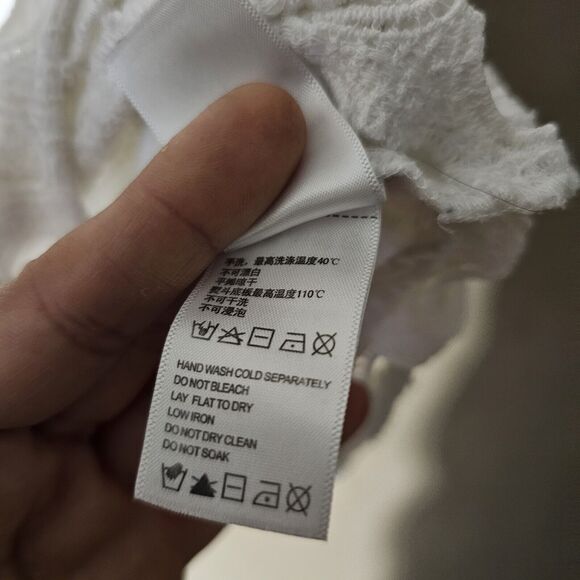 手洗，最高洗涤温度40℃
不可漂白
平摊晾干
熨斗底板最高温度110℃
不可干洗
不可浸泡
HAND WASH COLD SEPARATELY
DO NOT BLEACH
LAY FLAT TO DRY
LOW IRON
DO NOT DRY CLEAN
DO NOT SOAK